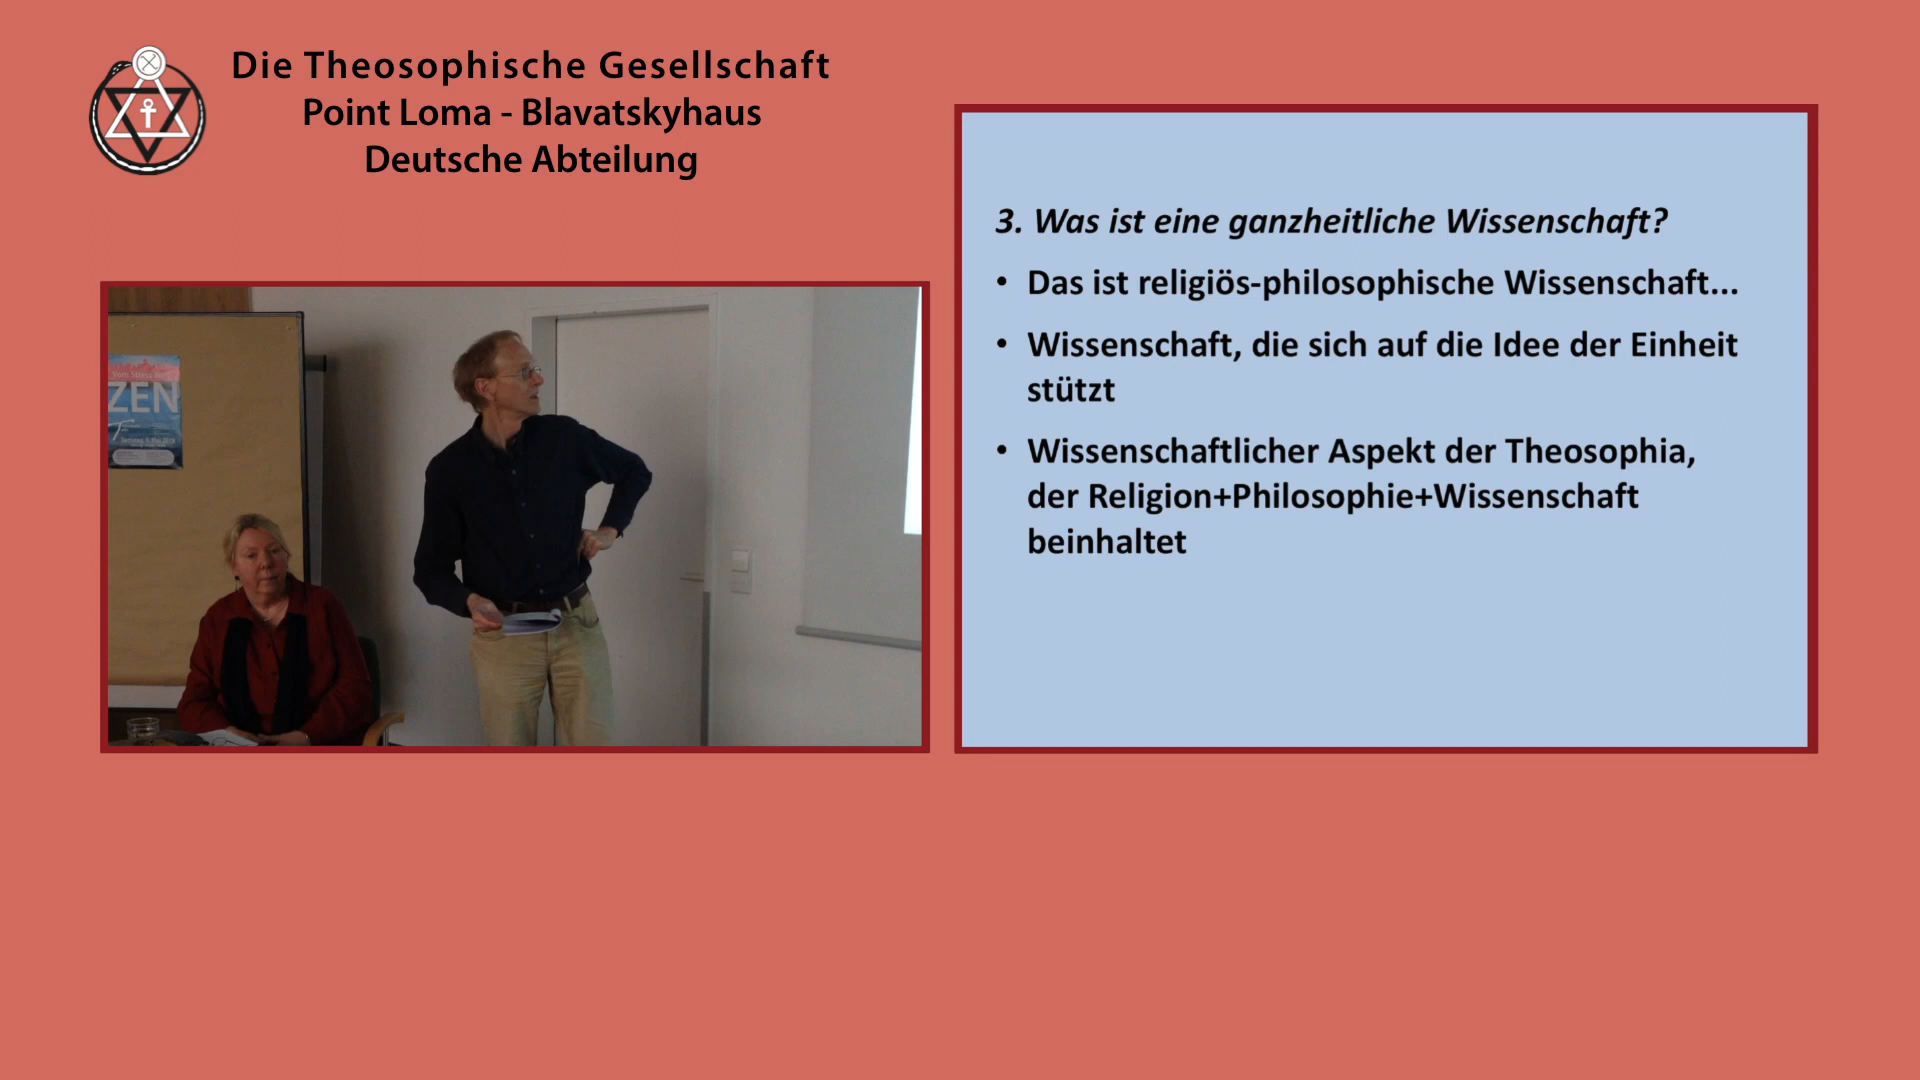 Die Theosophische Gesellschaft
Point Loma - Blavatskyhaus
Deutsche Abteilung
3. Was ist eine ganzheitliche Wissenschaft?
• Das ist religiös-philosophische Wissenschaft...
• Wissenschaft, die sich auf die Idee der Einheit
stützt
• Wissenschaftlicher Aspekt der Theosophia,
der Religion+Philosophie+Wissenschaft
beinhaltet
ZEN